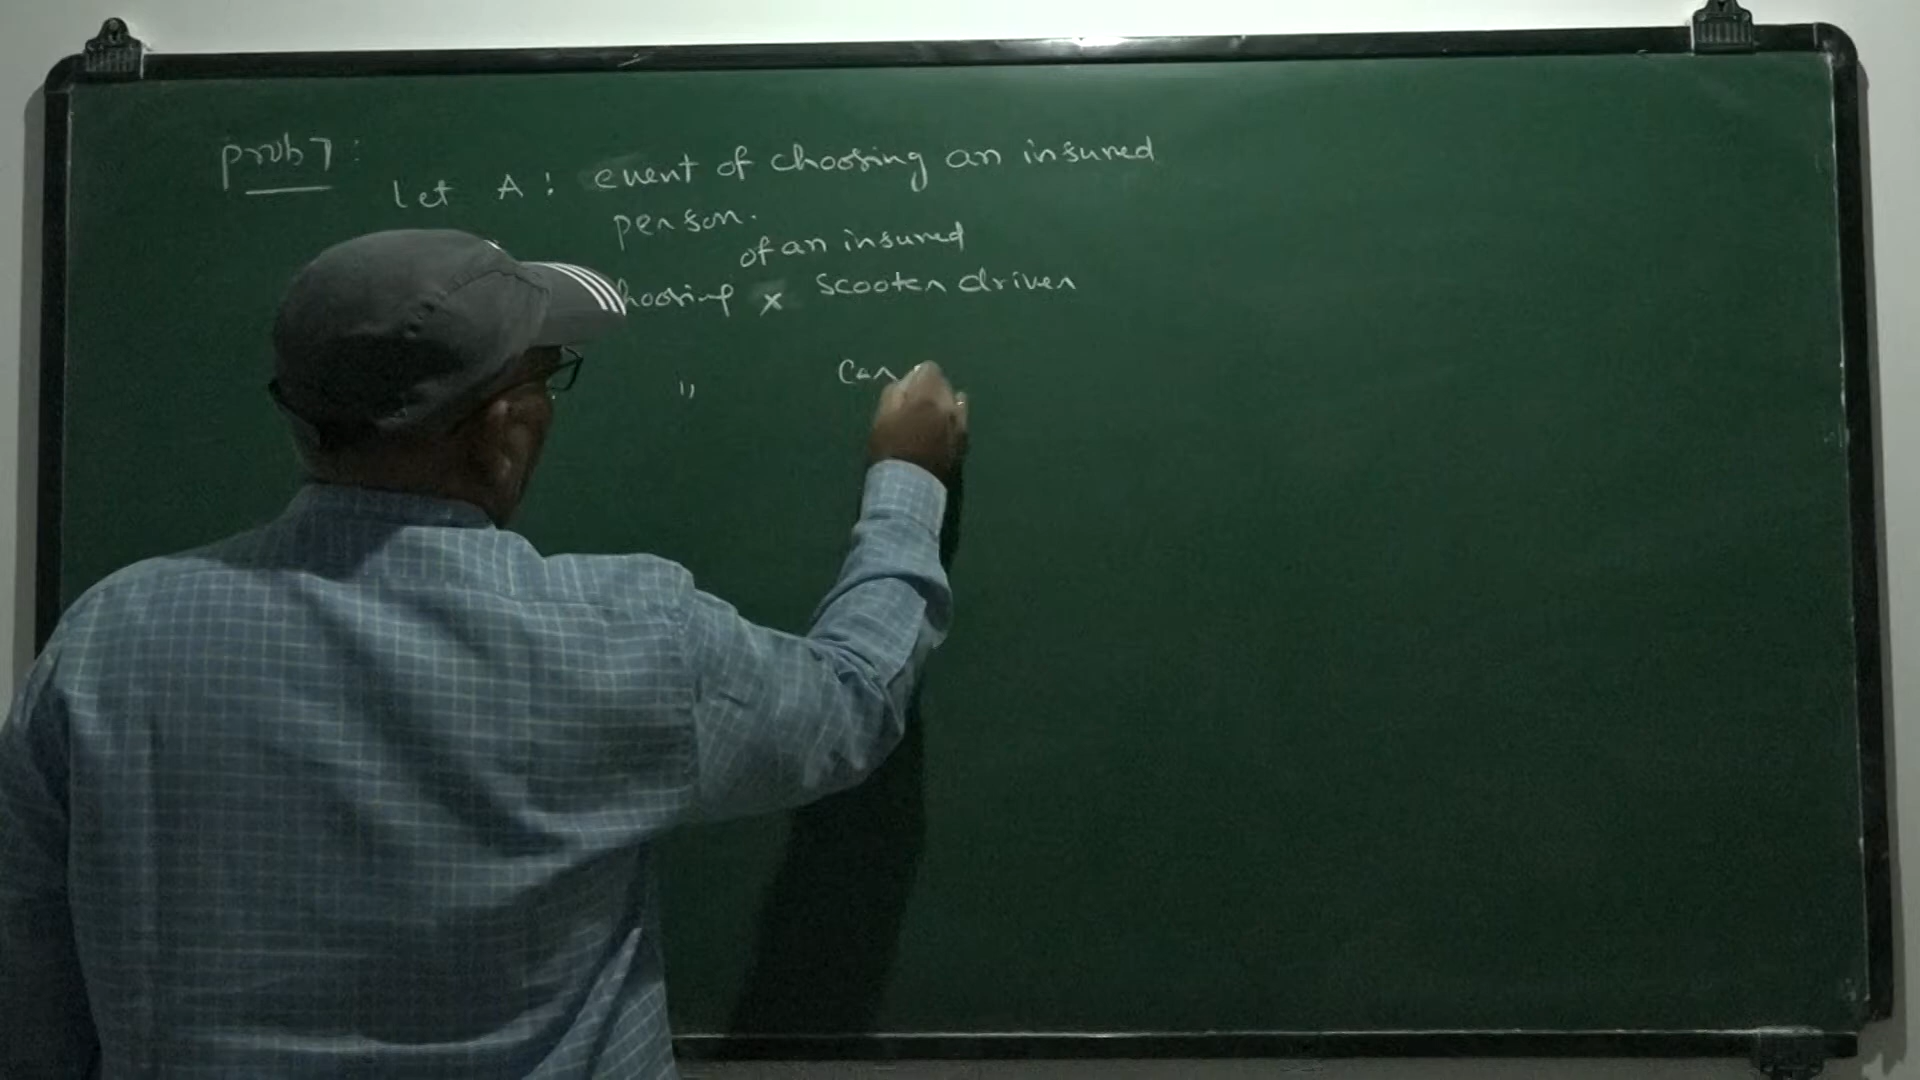 prob 7:
Let A: event of choosing an insured
person.
of an insured
hoosing × scooter driver
〃 Car